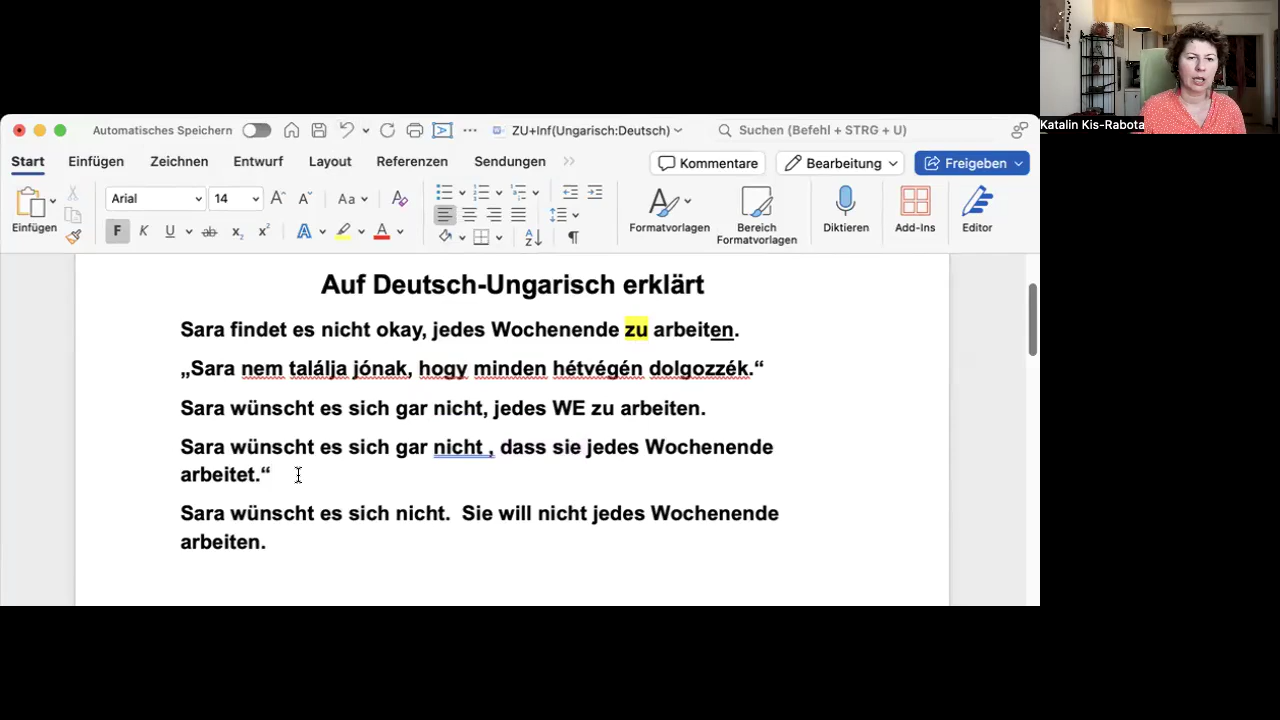 Katalin Kis-Rabota
Automatisches Speichern
ZU+Inf(Ungarisch:Deutsch)
Suchen (Befehl + STRG + U)
Start Einfügen Zeichnen Entwurf Layout Referenzen Sendungen
Kommentare Bearbeitung Freigeben
Arial 14 Aa
Einfügen F K U ab x2 x2 A A
Formatvorlagen Bereich Formatvorlagen Diktieren Add-Ins Editor
Auf Deutsch-Ungarisch erklärt
Sara findet es nicht okay, jedes Wochenende zu arbeiten.
„Sara nem találja jónak, hogy minden hétvégén dolgozzék.“
Sara wünscht es sich gar nicht, jedes WE zu arbeiten.
Sara wünscht es sich gar nicht , dass sie jedes Wochenende
arbeitet.“
Sara wünscht es sich nicht.  Sie will nicht jedes Wochenende
arbeiten.